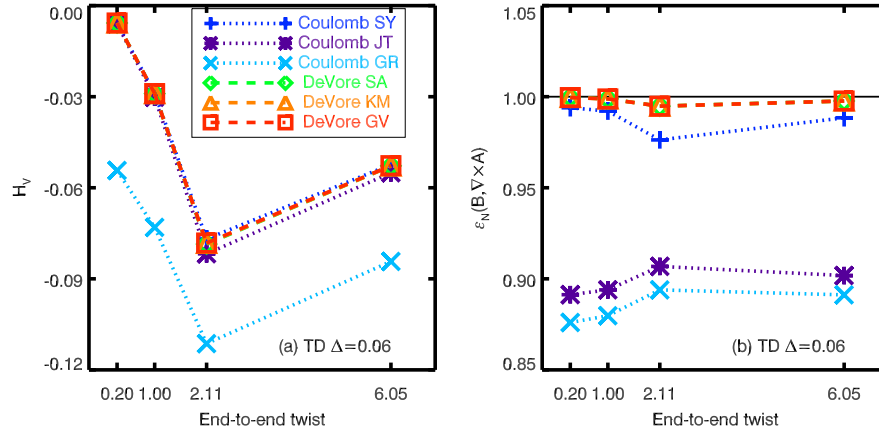 0.00
-0.03
-0.06
-0.09
-0.12
H_V
Coulomb SY
Coulomb JT
Coulomb GR
DeVore SA
DeVore KM
DeVore GV
(a) TD Δ=0.06
0.20 1.00 2.11 6.05
End-to-end twist
1.05
1.00
0.95
0.90
0.85
ε_N(B,∇×A)
(b) TD Δ=0.06
0.20 1.00 2.11 6.05
End-to-end twist